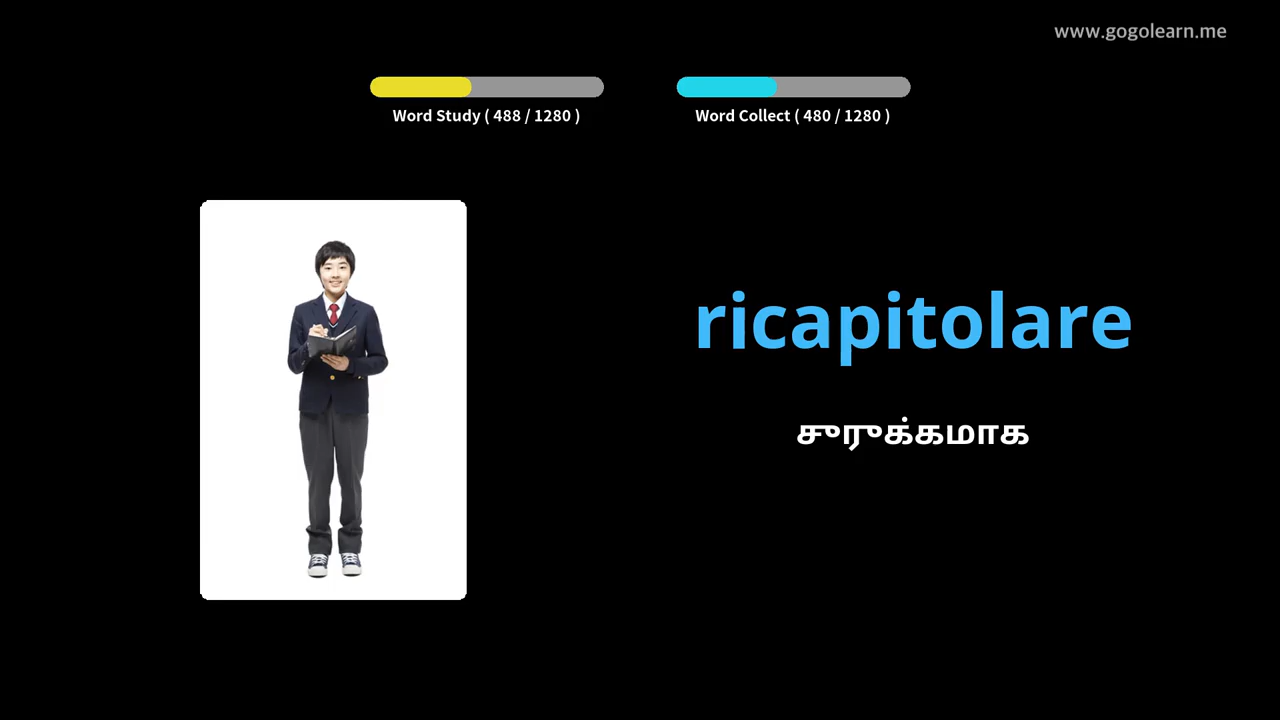 www.gogolearn.me
Word Study ( 488 / 1280 )
Word Collect ( 480 / 1280 )
ricapitolare
சுருக்கமாக